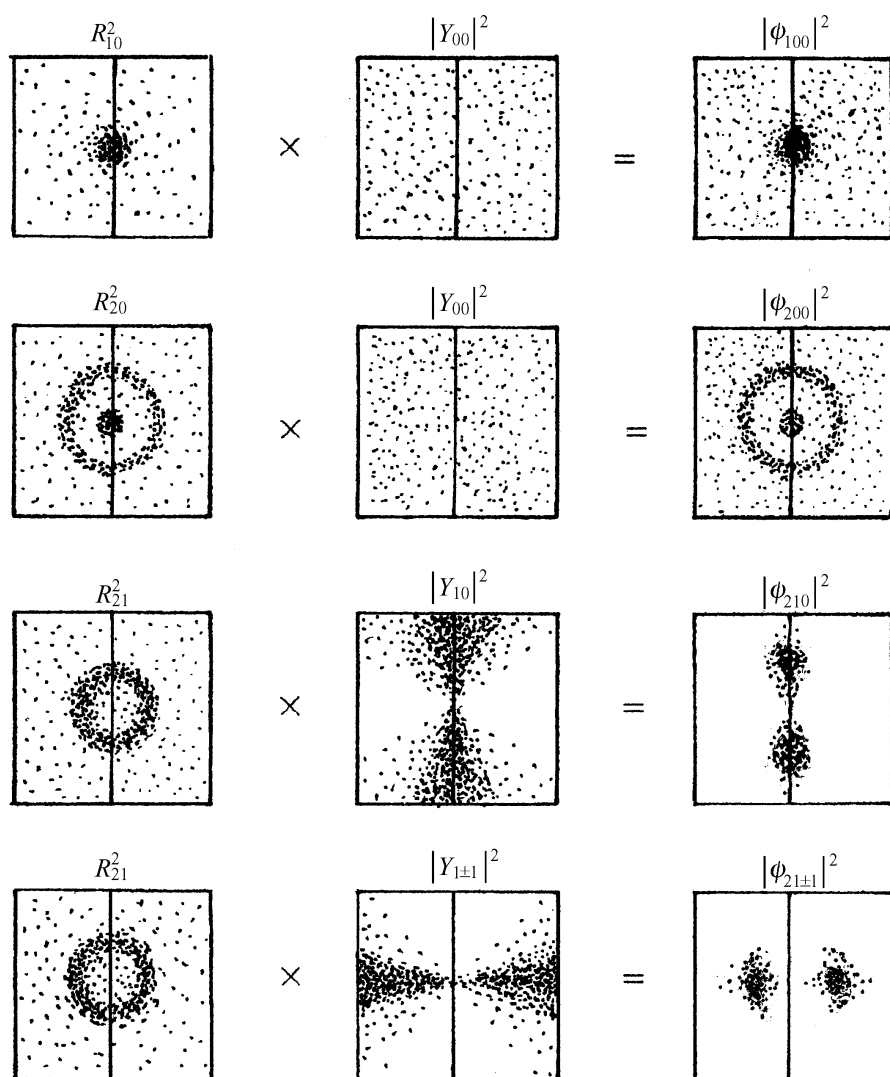 R²₁₀ |Y₀₀|² |ϕ₁₀₀|²
× =
R²₂₀ |Y₀₀|² |ϕ₂₀₀|²
× =
R²₂₁ |Y₁₀|² |ϕ₂₁₀|²
× =
R²₂₁ |Y₁±₁|² |ϕ₂₁±₁|²
× =